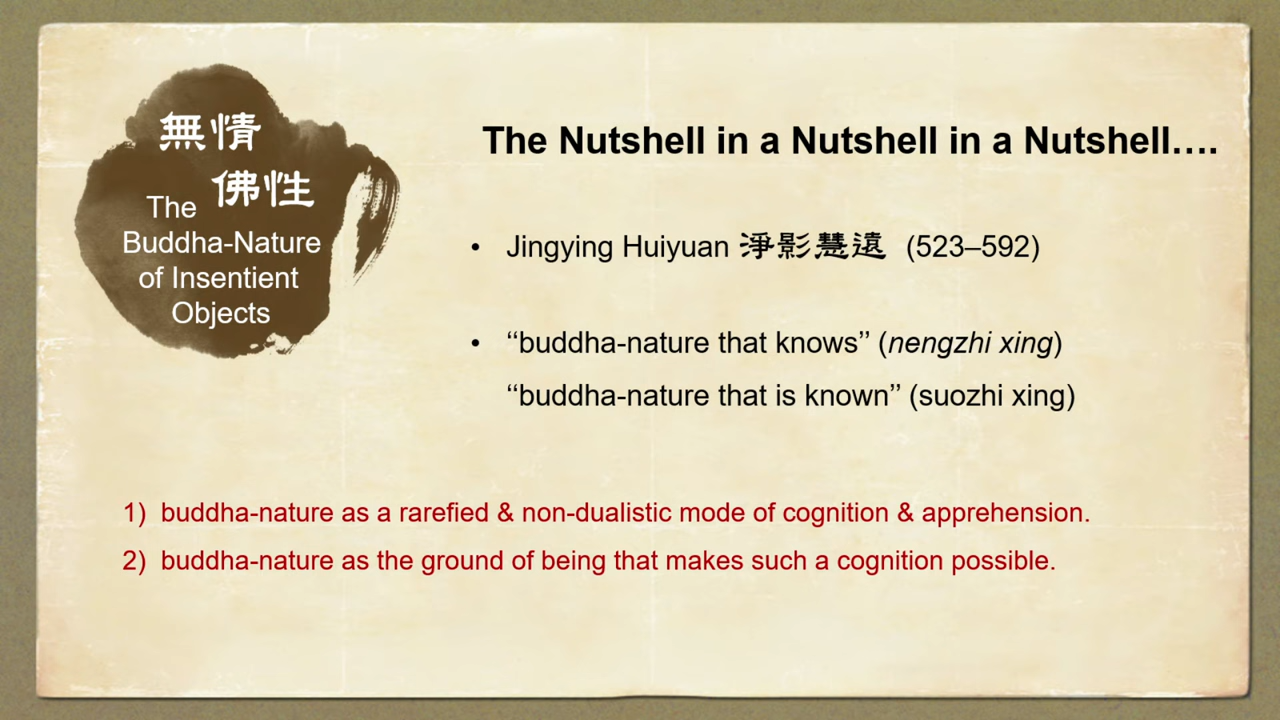 無情
佛性
The
Buddha-Nature
of Insentient
Objects
The Nutshell in a Nutshell in a Nutshell….
• Jingying Huiyuan 淨影慧遠 (523–592)
• “buddha-nature that knows” (nengzhi xing)
“buddha-nature that is known” (suozhi xing)
1) buddha-nature as a rarefied & non-dualistic mode of cognition & apprehension.
2) buddha-nature as the ground of being that makes such a cognition possible.